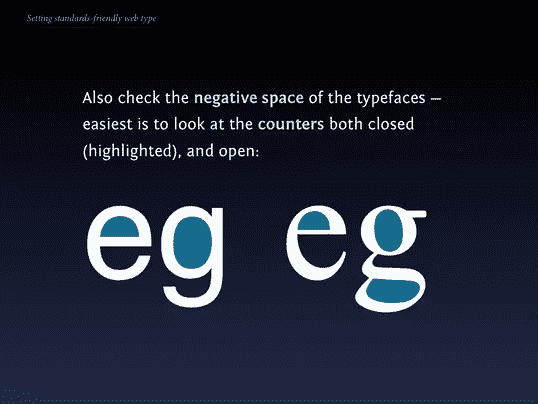 Setting standards-friendly web type
Also check the negative space of the typefaces –
easiest is to look at the counters both closed
(highlighted), and open:
eg eg